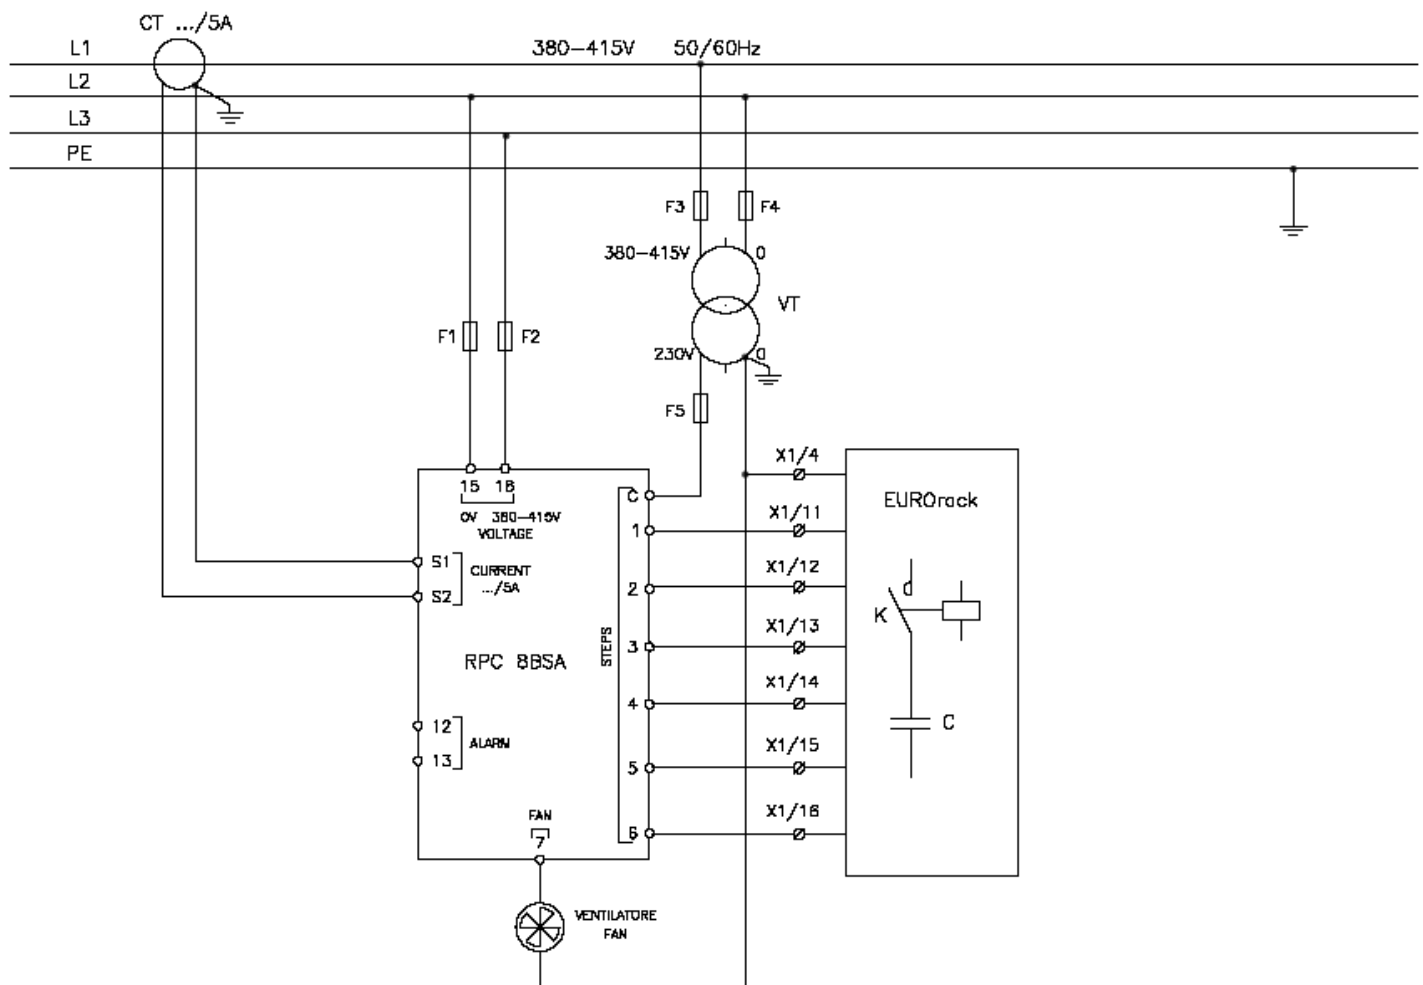 CT .../5A
L1
380-415V 50/60Hz
L2
L3
PE
F3
F4
380-415V
0
VT
F1
F2
230V
0
F5
X1/4
15 16
C
EUROrack
0V 380-415V
VOLTAGE
X1/11
1
S1
CURRENT
.../5A
S2
X1/12
2
K
X1/13
STEPS
3
RPC 8BSA
X1/14
4
C
12
ALARM
13
X1/15
5
X1/16
6
FAN
7
VENTILATORE
FAN